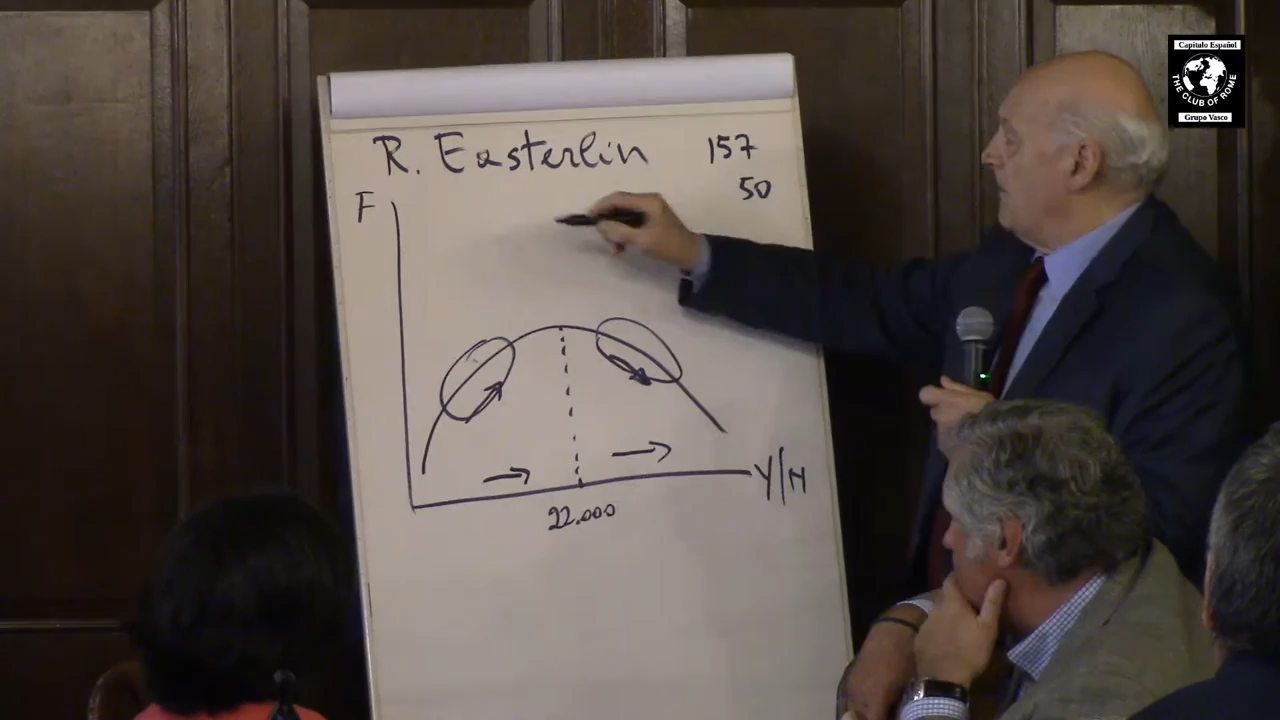 Capítulo Español
THE CLUB OF ROME
Grupo Vasco
R. Easterlin 157
50
F
Y/H
22.000